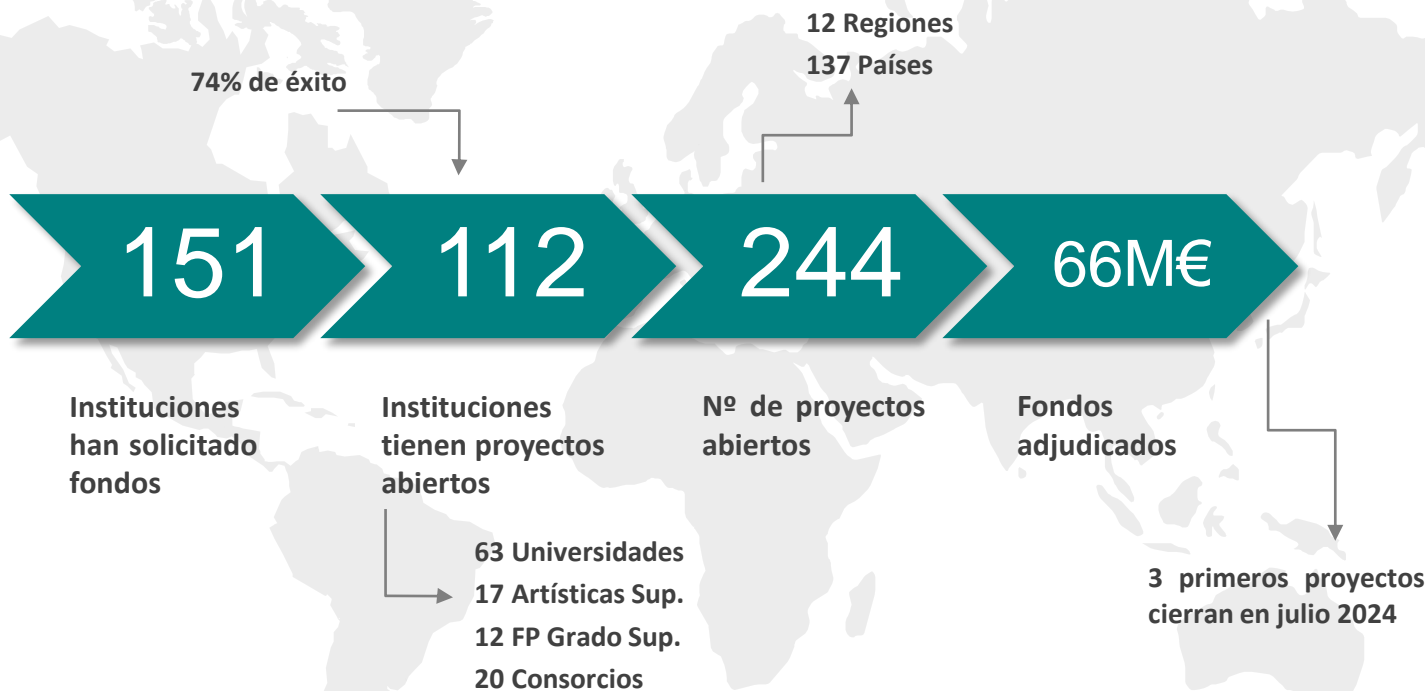 12 Regiones
137 Países
74% de éxito
151
112
244
66M€
Instituciones
han solicitado
fondos
Instituciones
tienen proyectos
abiertos
Nº de proyectos
abiertos
Fondos
adjudicados
63 Universidades
17 Artísticas Sup.
12 FP Grado Sup.
20 Consorcios
3 primeros proyectos
cierran en julio 2024